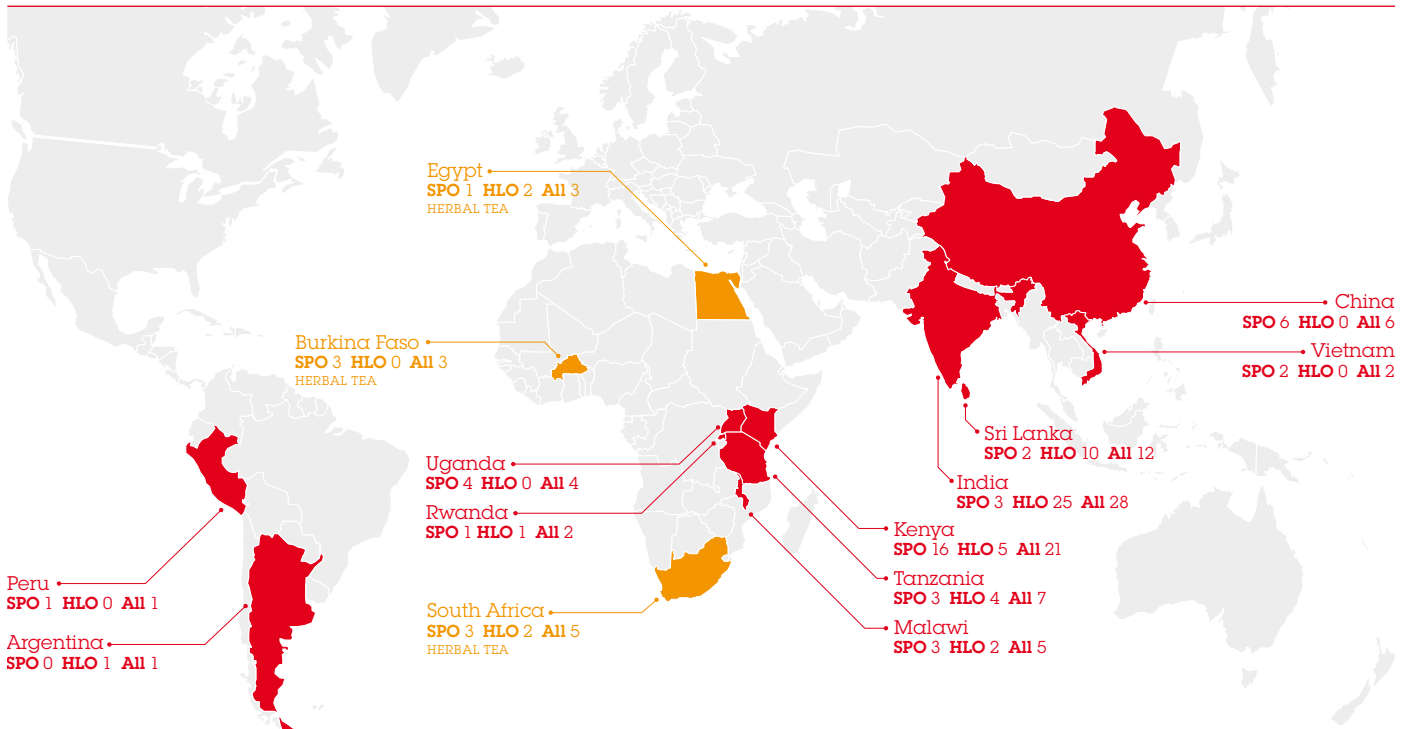 Egypt
SPO 1 HLO 2 All 3
HERBAL TEA
Burkina Faso
SPO 3 HLO 0 All 3
HERBAL TEA
China
SPO 6 HLO 0 All 6
Vietnam
SPO 2 HLO 0 All 2
Sri Lanka
SPO 2 HLO 10 All 12
India
SPO 3 HLO 25 All 28
Uganda
SPO 4 HLO 0 All 4
Rwanda
SPO 1 HLO 1 All 2
Kenya
SPO 16 HLO 5 All 21
Tanzania
SPO 3 HLO 4 All 7
Malawi
SPO 3 HLO 2 All 5
Peru
SPO 1 HLO 0 All 1
Argentina
SPO 0 HLO 1 All 1
South Africa
SPO 3 HLO 2 All 5
HERBAL TEA